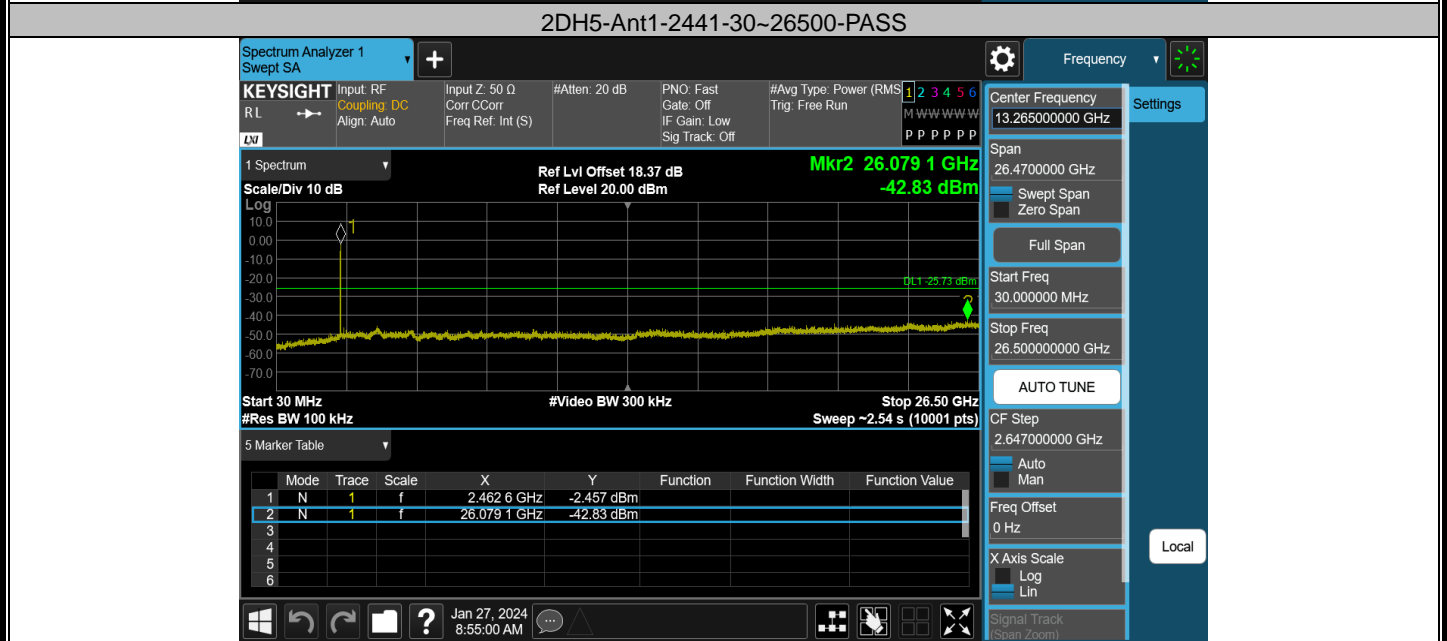 2DH5-Ant1-2441-30~26500-PASS
Spectrum Analyzer 1
Swept SA
Frequency
KEYSIGHT
RL
LXI
Input: RF
Coupling: DC
Align: Auto
Input Z: 50 Ω
Corr CCorr
Freq Ref: Int (S)
#Atten: 20 dB
PNO: Fast
Gate: Off
IF Gain: Low
Sig Track: Off
#Avg Type: Power (RMS
Trig: Free Run
1 2 3 4 5 6
M W W W W W
P P P P P P
1 Spectrum
Scale/Div 10 dB
Ref Lvl Offset 18.37 dB
Ref Level 20.00 dBm
Mkr2 26.079 1 GHz
-42.83 dBm
Log
10.0
0.00
-10.0
-20.0
-30.0
-40.0
-50.0
-60.0
-70.0
1
DL1 -25.73 dBm
2
Start 30 MHz
#Video BW 300 kHz
Stop 26.50 GHz
#Res BW 100 kHz
Sweep ~2.54 s (10001 pts)
5 Marker Table
Mode Trace Scale X Y Function Function Width Function Value
1 N 1 f 2.462 6 GHz -2.457 dBm
2 N 1 f 26.079 1 GHz -42.83 dBm
3
4
5
6
Jan 27, 2024
8:55:00 AM
Center Frequency
13.265000000 GHz
Settings
Span
26.4700000 GHz
Swept Span
Zero Span
Full Span
Start Freq
30.000000 MHz
Stop Freq
26.500000000 GHz
AUTO TUNE
CF Step
2.647000000 GHz
Auto
Man
Freq Offset
0 Hz
X Axis Scale
Log
Lin
Local
Signal Track
(Span Zoom)